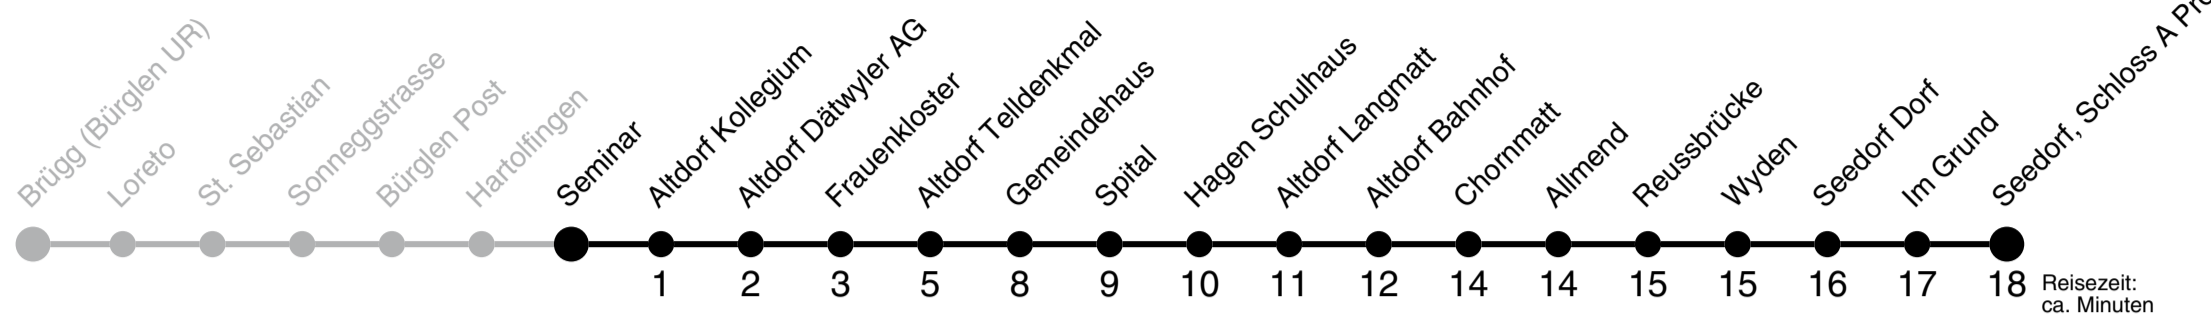 Brügg (Bürglen UR)
Loreto
St. Sebastian
Sonneggstrasse
Bürglen Post
Hartolfingen
Seminar
Altdorf Kollegium
Altdorf Dätwyler AG
Frauenkloster
Altdorf Telldenkmal
Gemeindehaus
Spital
Hagen Schulhaus
Altdorf Langmatt
Altdorf Bahnhof
Chornmatt
Allmend
Reussbrücke
Wyden
Seedorf Dorf
Im Grund
Seedorf, Schloss A
1 2 3 5 8 9 10 11 12 14 14 15 15 16 17 18
Reisezeit:
ca. Minuten